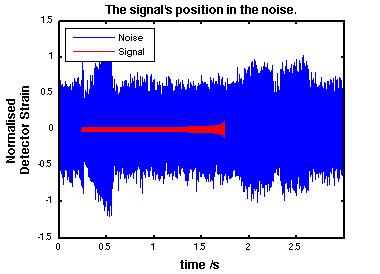 The signal's position in the noise.
1.5
Noise
Signal
1
0.5
0
-0.5
-1
-1.5
Normalised
Detector Strain
0 0.5 1 1.5 2 2.5
time /s